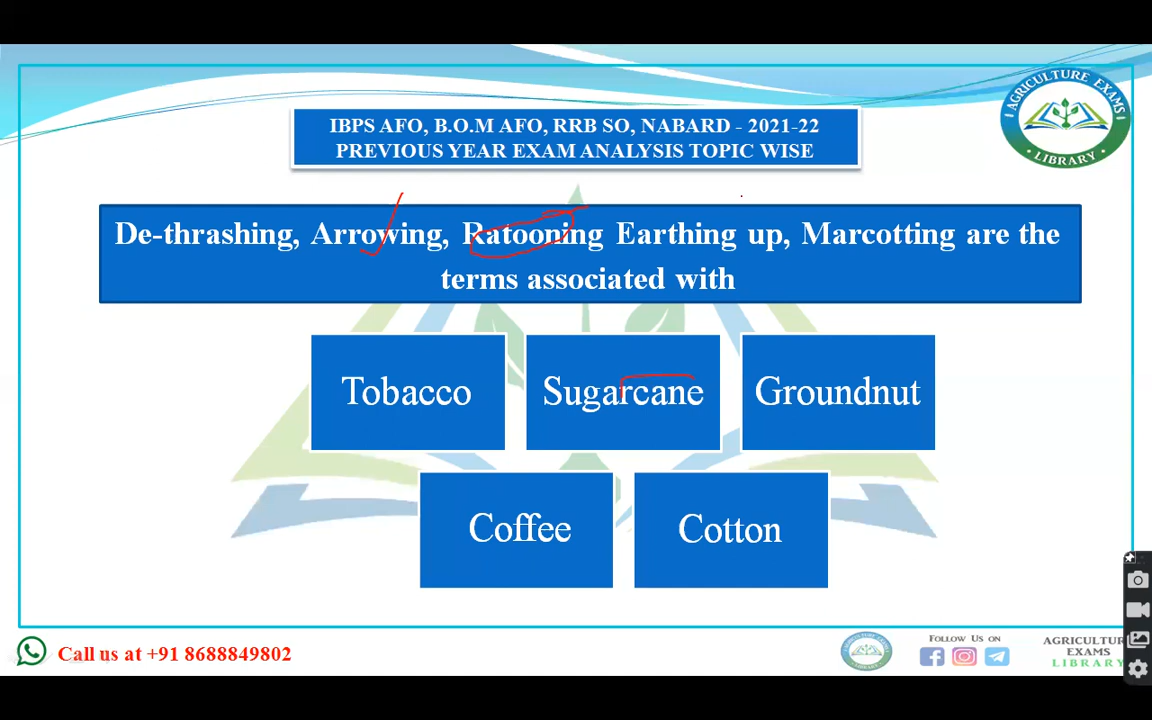 IBPS AFO, B.O.M AFO, RRB SO, NABARD - 2021-22
PREVIOUS YEAR EXAM ANALYSIS TOPIC WISE
AGRICULTURE EXAMS
LIBRARY
De-thrashing, Arrowing, Ratooning Earthing up, Marcotting are the
terms associated with
Tobacco
Sugarcane
Groundnut
Coffee
Cotton
Call us at +91 8688849802
FOLLOW US ON
AGRICULTUR
EXAMS
LIBRARY